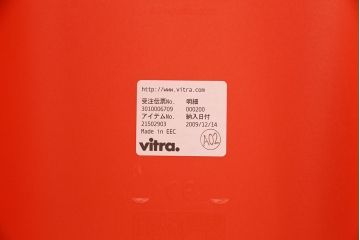 http://www.vitra.com
受注伝票No. 明細
3010006709 000200
アイテムNo. 納入日付
21502903 2009/12/14
Made in EEC
vitra.
A02